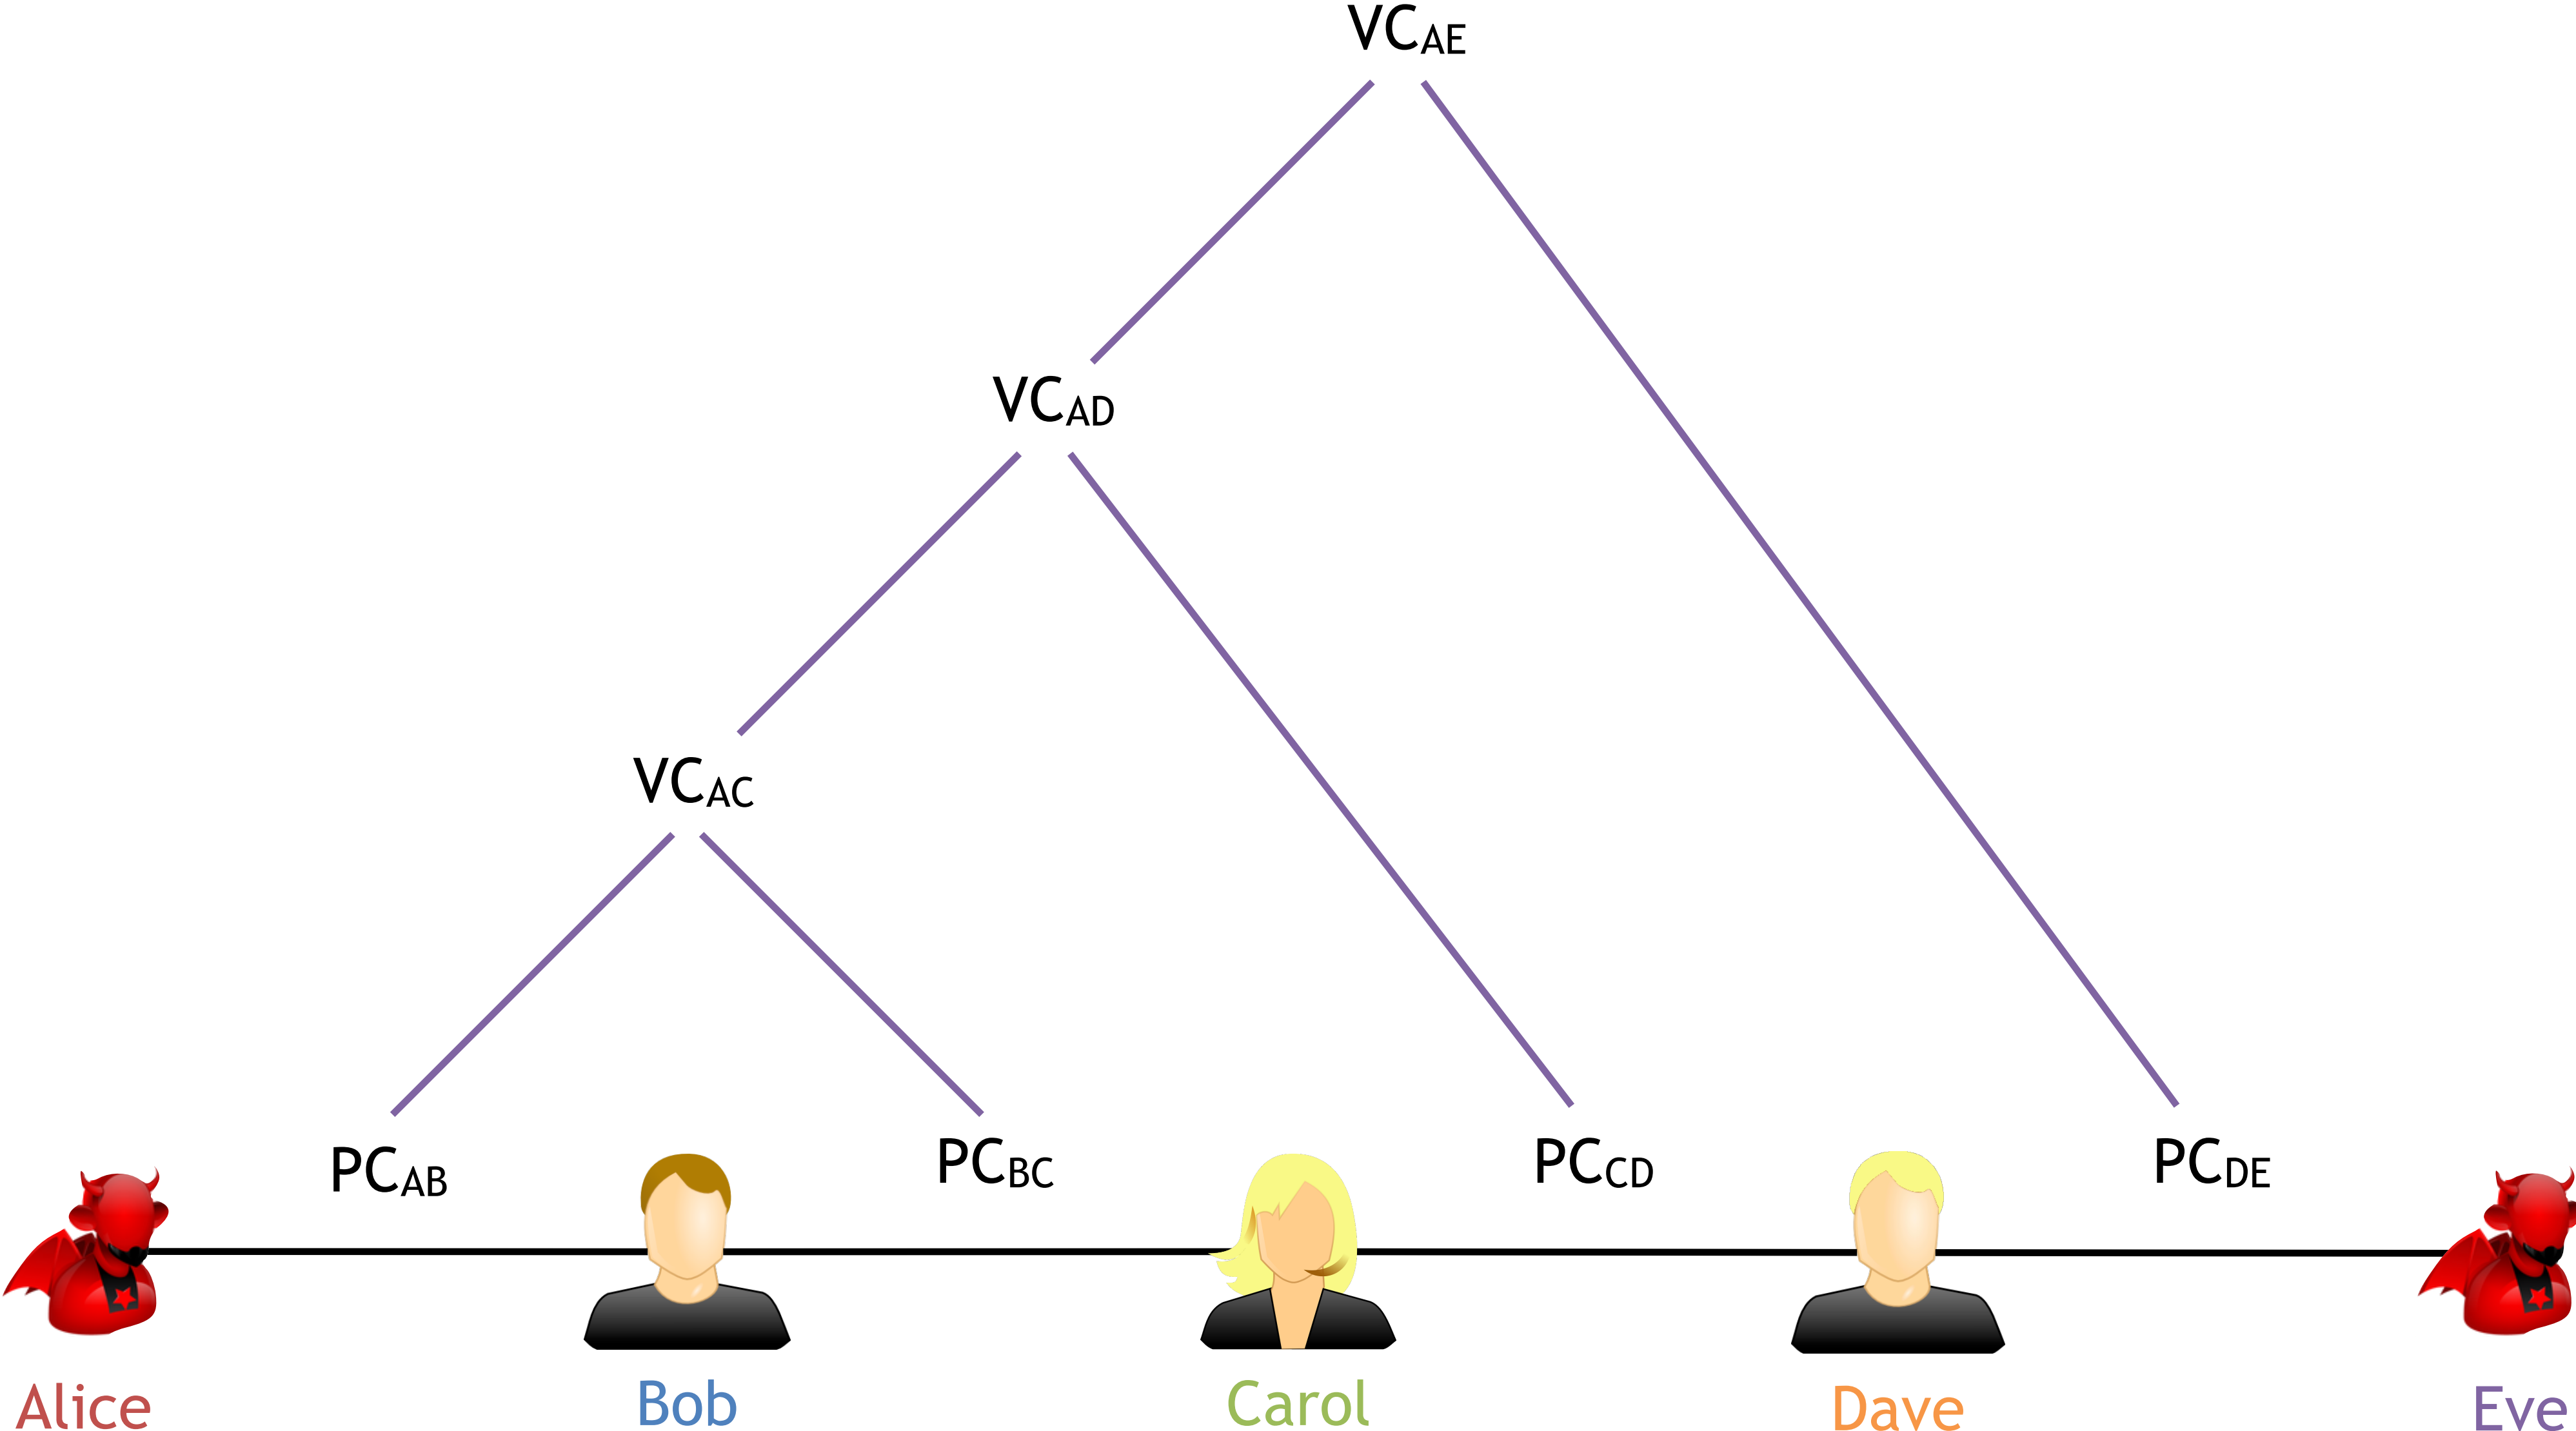 VCAE
VCAD
VCAC
PCAB
PCBC
PCCD
PCDE
Alice
Bob
Carol
Dave
Eve